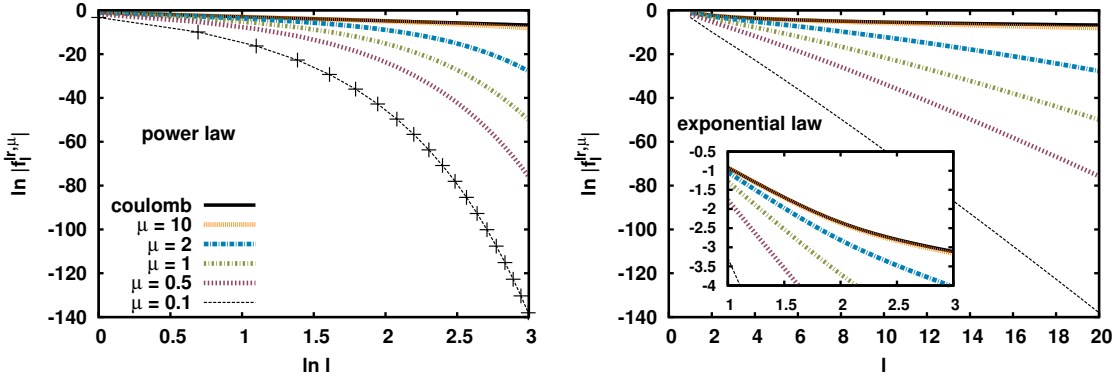 0
-20
-40
-60
-80
-100
-120
-140
0 0.5 1 1.5 2 2.5 3
ln l
ln |f_l^{lr,μ}|
power law
coulomb
μ = 10
μ = 2
μ = 1
μ = 0.5
μ = 0.1
0
-20
-40
-60
-80
-100
-120
-140
0 2 4 6 8 10 12 14 16 18 20
l
ln |f_l^{lr,μ}|
exponential law
-0.5
-1
-1.5
-2
-2.5
-3
-3.5
-4
1 1.5 2 2.5 3